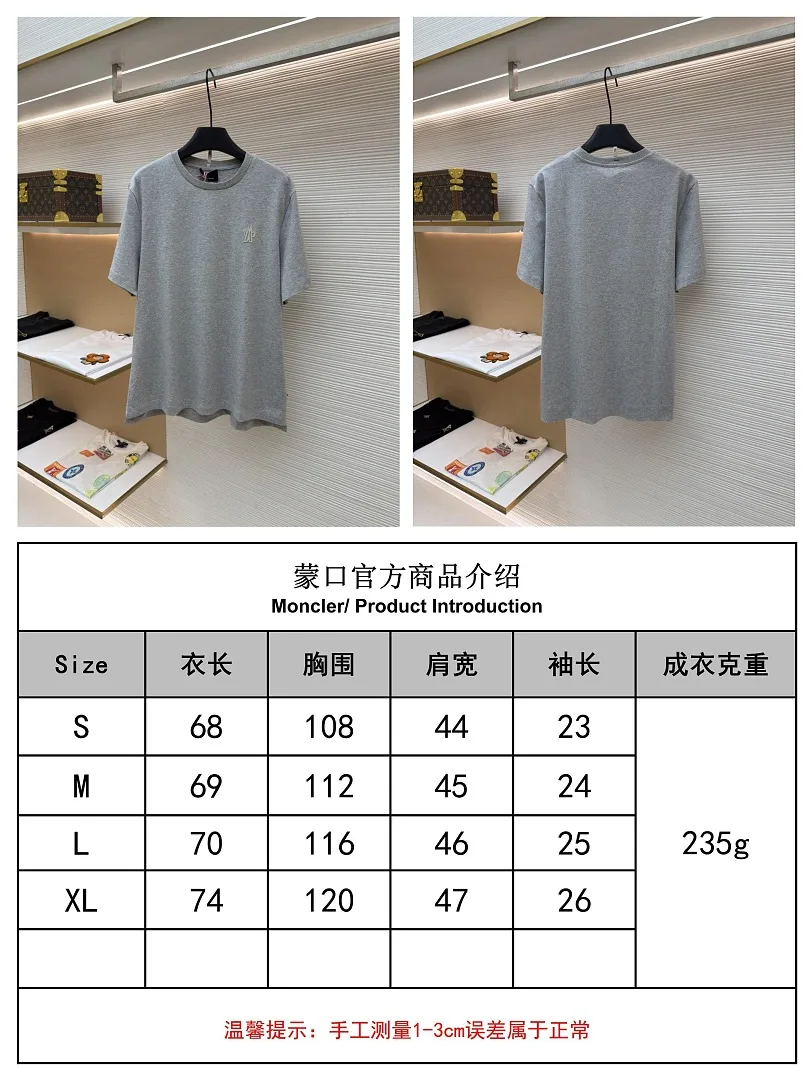 蒙口官方商品介绍
Moncler/ Product Introduction
Size 衣长 胸围 肩宽 袖长 成衣克重
S 68 108 44 23
M 69 112 45 24
L 70 116 46 25
235g
XL 74 120 47 26
温馨提示：手工测量1-3cm误差属于正常